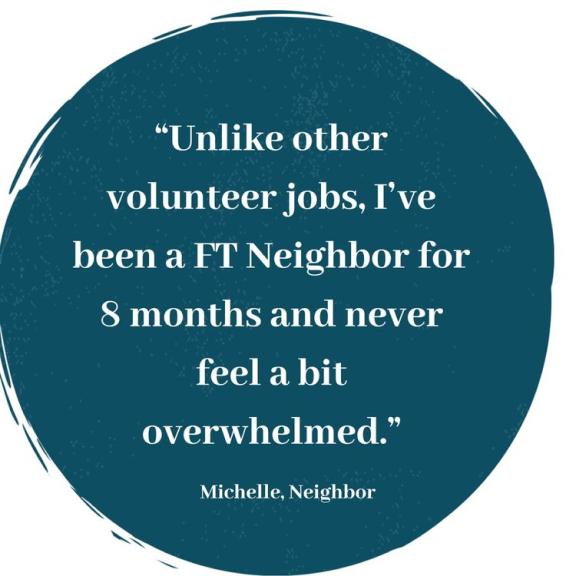 “Unlike other
volunteer jobs, I’ve
been a FT Neighbor for
8 months and never
feel a bit
overwhelmed.”
Michelle, Neighbor